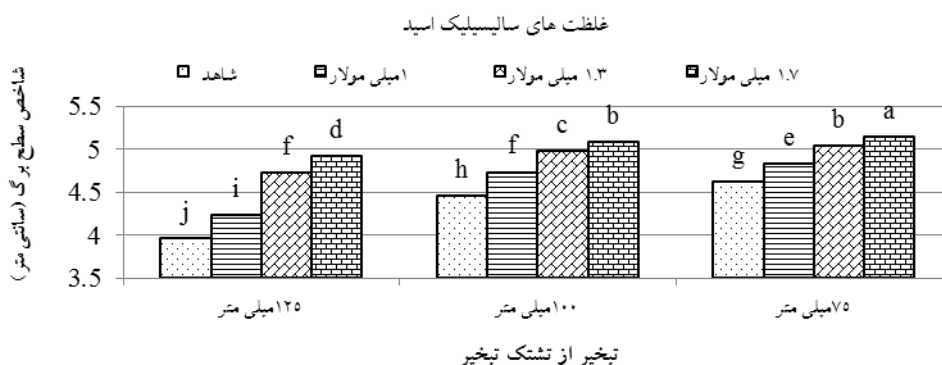 غلظت های سالیسیلیک اسید
شاهد
۱میلی مولار
۱.۳ میلی مولار
۱.۷ میلی مولار
شاخص سطح برگ (سانتی متر)
5.5
5
4.5
4
3.5
j
i
f
d
h
f
c
b
g
e
b
a
۱۲۵میلی متر
۱۰۰میلی متر
۷۵میلی متر
تبخیر از تشتک تبخیر